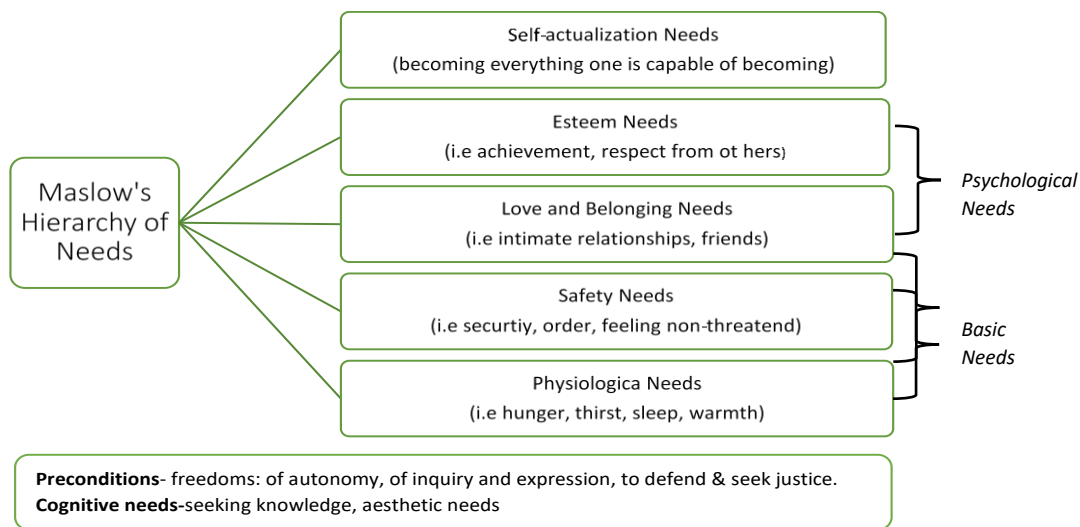 Self-actualization Needs
(becoming everything one is capable of becoming)
Esteem Needs
(i.e achievement, respect from ot hers)
Maslow's
Hierarchy of
Needs
Love and Belonging Needs
(i.e intimate relationships, friends)
Psychological
Needs
Safety Needs
(i.e securtiy, order, feeling non-threatend)
Basic
Needs
Physiologica Needs
(i.e hunger, thirst, sleep, warmth)
Preconditions- freedoms: of autonomy, of inquiry and expression, to defend & seek justice.
Cognitive needs-seeking knowledge, aesthetic needs